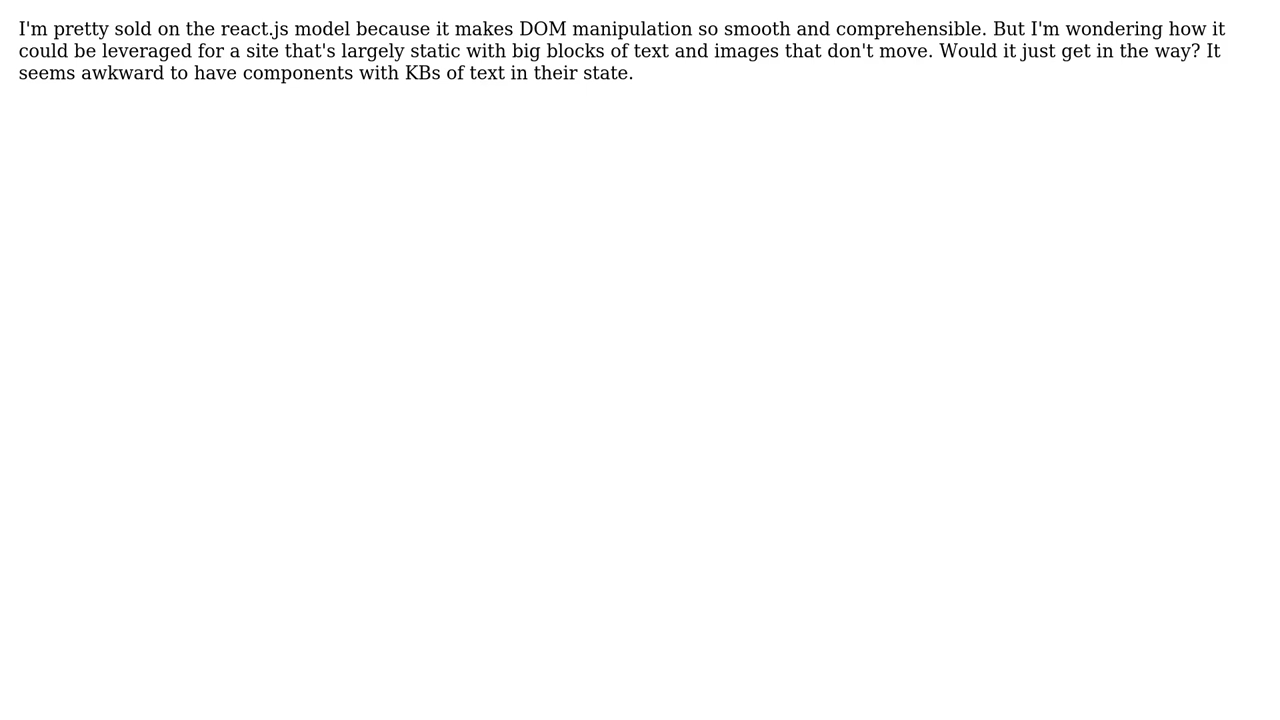 I'm pretty sold on the react.js model because it makes DOM manipulation so smooth and comprehensible. But I'm wondering how it
could be leveraged for a site that's largely static with big blocks of text and images that don't move. Would it just get in the way? It
seems awkward to have components with KBs of text in their state.